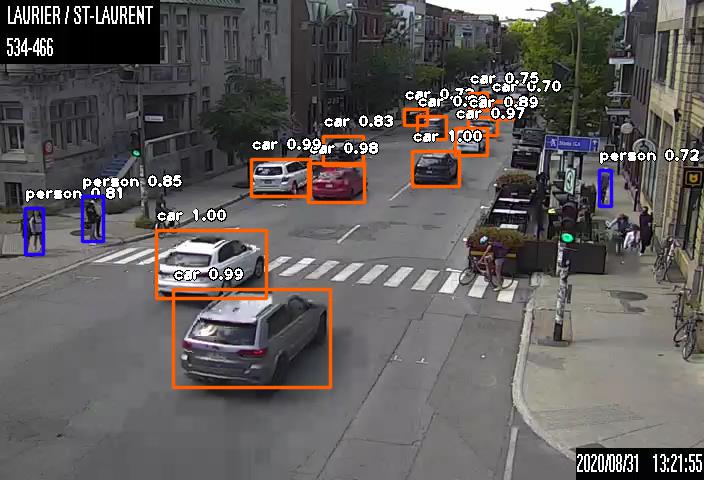 LAURIER / ST-LAURENT
534-466
car 0.75
car 0.70
car 0.89
car 0.97
car 0.83
car 1.00
car 0.99
car 0.98
person 0.72
person 0.85
person 0.81
car 1.00
car 0.99
2020/08/31 13:21:55